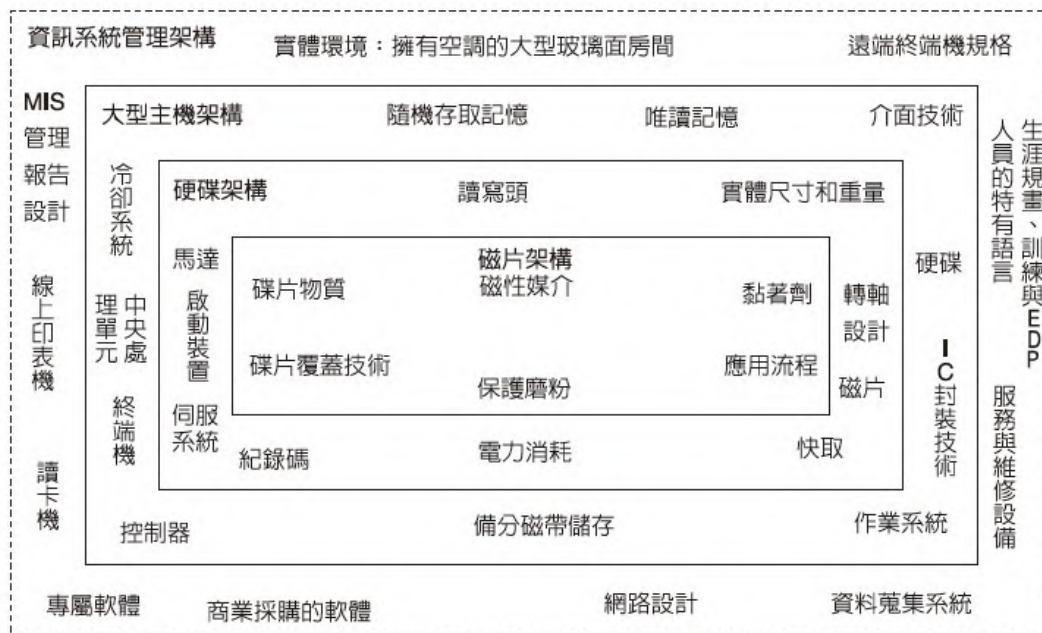 資訊系統管理架構
實體環境：擁有空調的大型玻璃面房間
遠端終端機規格
MIS
管理
報告
設計
線上印表機
讀卡機
專屬軟體
商業採購的軟體
網路設計
資料蒐集系統
生涯規畫、訓練與EDP
人員的特有語言
服務與維修設備
大型主機架構
隨機存取記憶
唯讀記憶
介面技術
冷卻系統
中央處
理單元
終端機
控制器
備分磁帶儲存
作業系統
硬碟
IC封裝技術
硬碟架構
讀寫頭
實體尺寸和重量
馬達
啟動裝置
伺服
系統
紀錄碼
電力消耗
快取
轉軸
設計
磁片
磁片架構
碟片物質
磁性媒介
黏著劑
碟片覆蓋技術
保護磨粉
應用流程